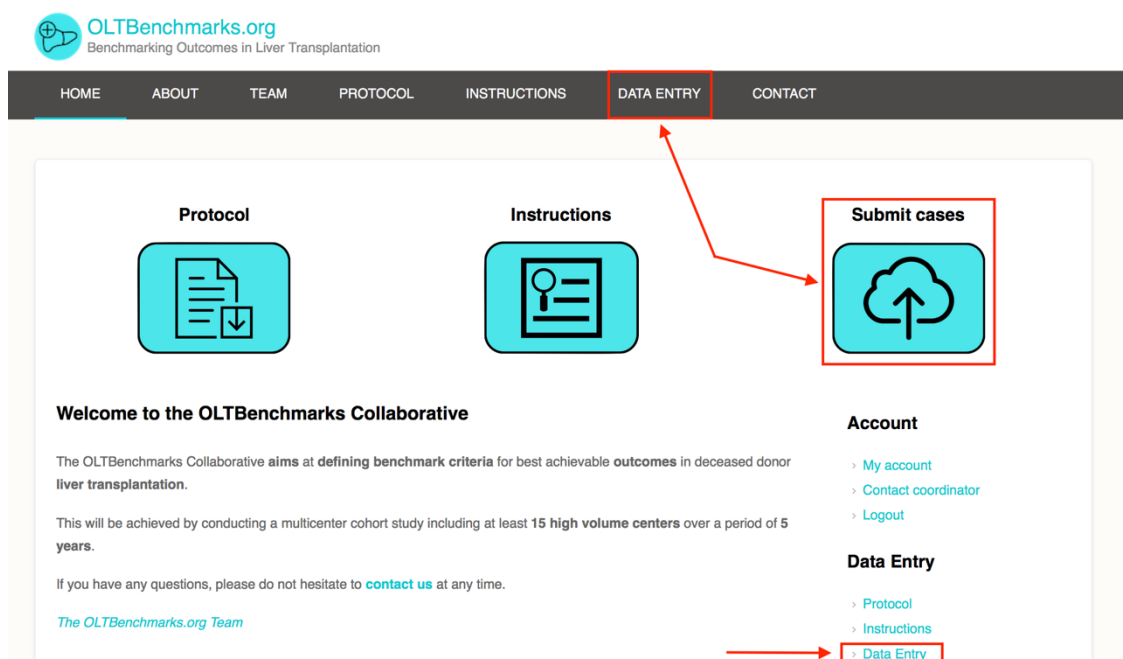 OLTBenchmarks.org
Benchmarking Outcomes in Liver Transplantation
HOME ABOUT TEAM PROTOCOL INSTRUCTIONS DATA ENTRY CONTACT
Protocol Instructions Submit cases
Welcome to the OLTBenchmarks Collaborative
The OLTBenchmarks Collaborative aims at defining benchmark criteria for best achievable outcomes in deceased donor
liver transplantation.
This will be achieved by conducting a multicenter cohort study including at least 15 high volume centers over a period of 5
years.
If you have any questions, please do not hesitate to contact us at any time.
The OLTBenchmarks.org Team
Account
› My account
› Contact coordinator
› Logout
Data Entry
› Protocol
› Instructions
› Data Entry